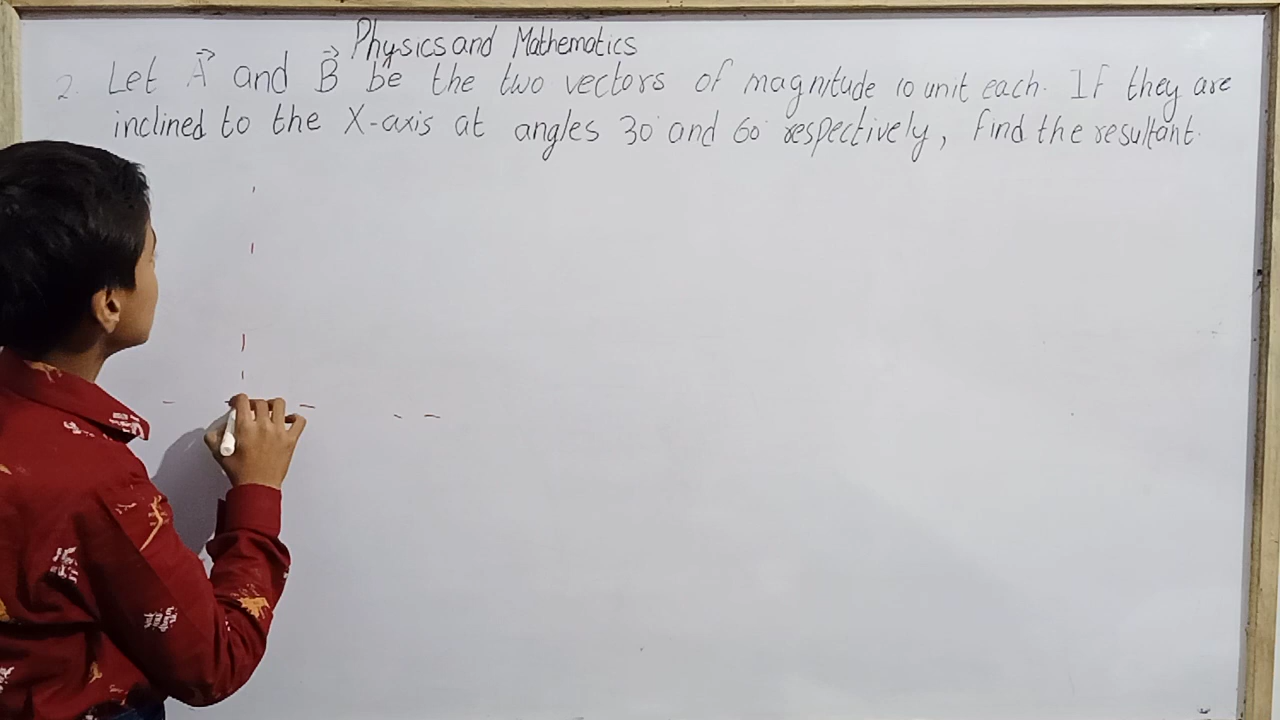 Physics and Mathematics
2. Let A⃗ and B⃗ be the two vectors of magnitude 10 unit each. If they are
inclined to the X-axis at angles 30° and 60° respectively, find the resultant.